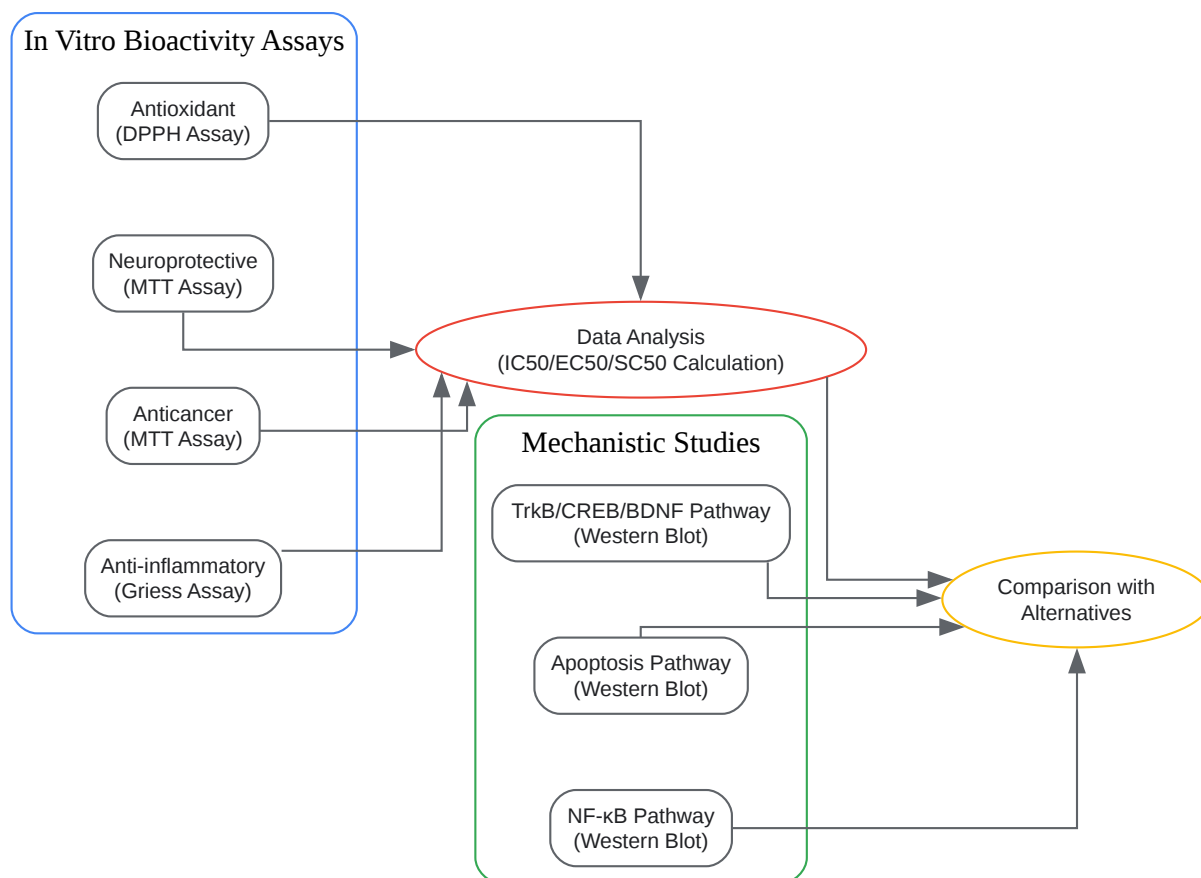 In Vitro Bioactivity Assays
Antioxidant
(DPPH Assay)
Neuroprotective
(MTT Assay)
Anticancer
(MTT Assay)
Anti-inflammatory
(Griess Assay)
Data Analysis
(IC50/EC50/SC50 Calculation)
Mechanistic Studies
TrkB/CREB/BDNF Pathway
(Western Blot)
Apoptosis Pathway
(Western Blot)
NF-κB Pathway
(Western Blot)
Comparison with
Alternatives